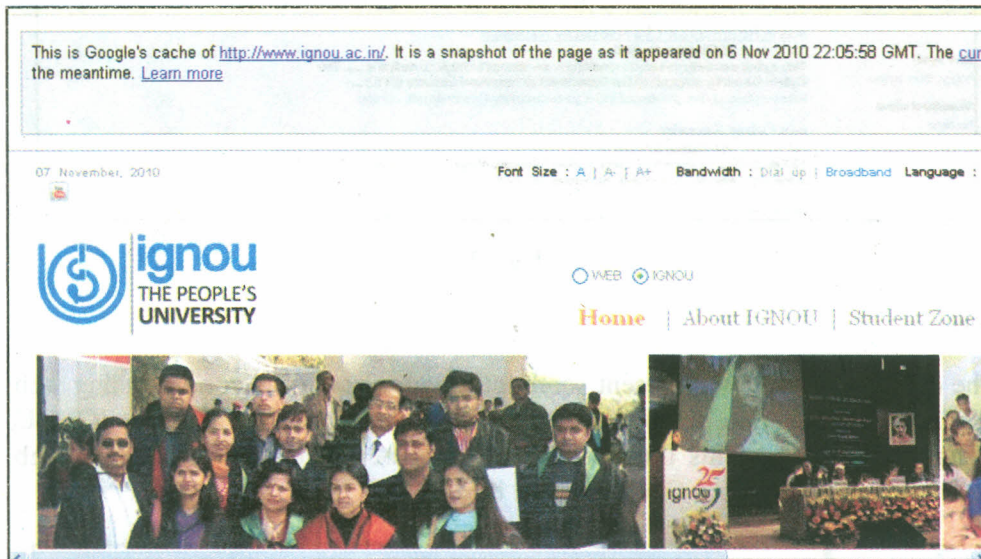 This is Google's cache of http://www.ignou.ac.in/. It is a snapshot of the page as it appeared on 6 Nov 2010 22:05:58 GMT. The cur
the meantime. Learn more
07 November, 2010
Font Size : A | A- | A+ Bandwidth : Dial up | Broadband Language :
ignou
THE PEOPLE'S
UNIVERSITY
WEB IGNOU
Home | About IGNOU | Student Zone
25
ignou